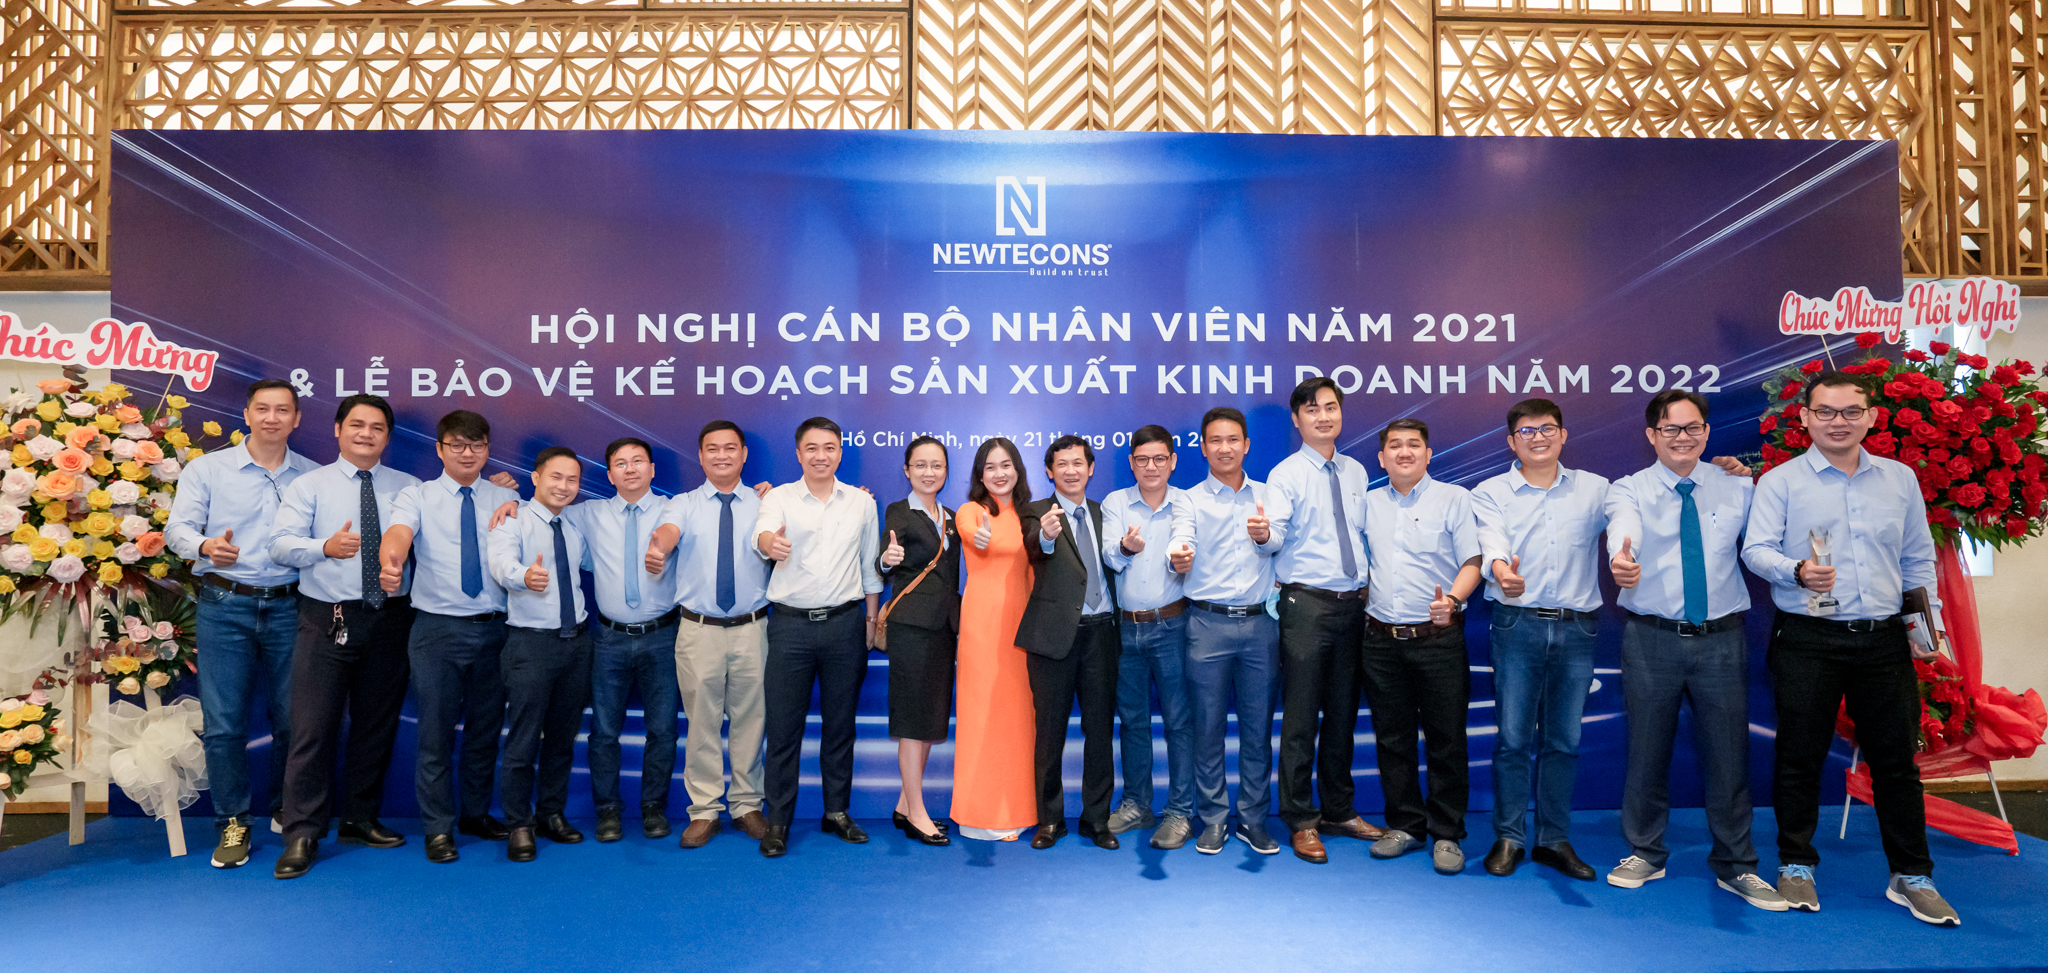 NEWTECONS®
Build on trust
HỘI NGHỊ CÁN BỘ NHÂN VIÊN NĂM 2021
& LỄ BẢO VỆ KẾ HOẠCH SẢN XUẤT KINH DOANH NĂM 2022
Hồ Chí Minh, ngày 21 tháng 01
Chúc Mừng
Chúc Mừng Hội Nghị